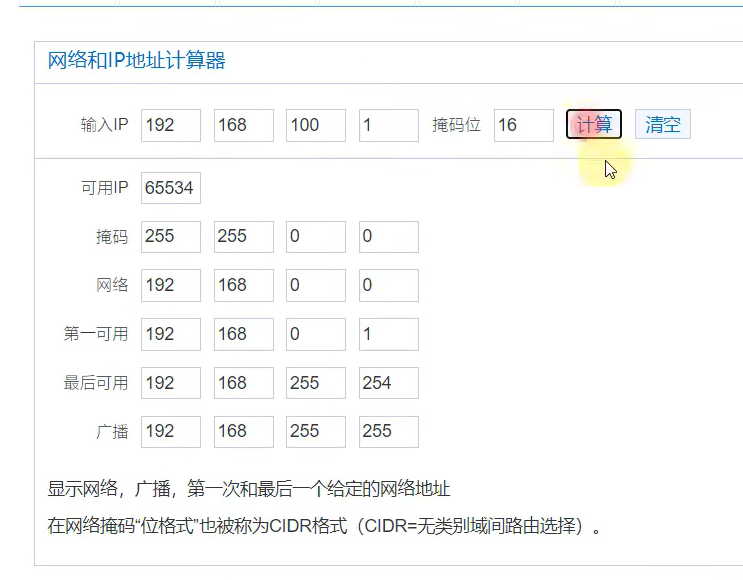 网络和IP地址计算器
输入IP 192 168 100 1 掩码位 16 计算 清空
可用IP 65534
掩码 255 255 0 0
网络 192 168 0 0
第一可用 192 168 0 1
最后可用 192 168 255 254
广播 192 168 255 255
显示网络，广播，第一次和最后一个给定的网络地址
在网络掩码“位格式”也被称为CIDR格式（CIDR=无类别域间路由选择）。